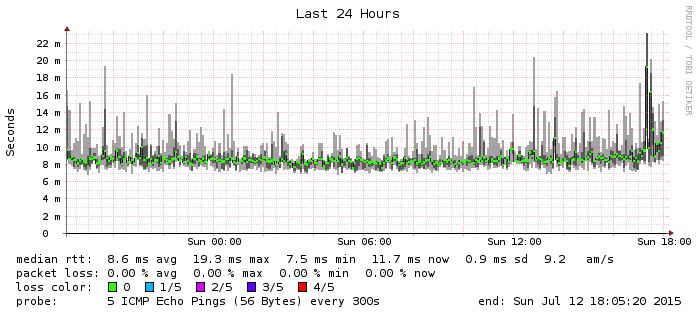 Last 24 Hours
RRDTOOL / TOBI OETIKER
Seconds
22 m
20 m
18 m
16 m
14 m
12 m
10 m
8 m
6 m
4 m
2 m
0
Sun 00:00 Sun 06:00 Sun 12:00 Sun 18:00
median rtt: 8.6 ms avg 19.3 ms max 7.5 ms min 11.7 ms now 0.9 ms sd 9.2 am/s
packet loss: 0.00 % avg 0.00 % max 0.00 % min 0.00 % now
loss color: 0 1/5 2/5 3/5 4/5
probe: 5 ICMP Echo Pings (56 Bytes) every 300s end: Sun Jul 12 18:05:20 2015